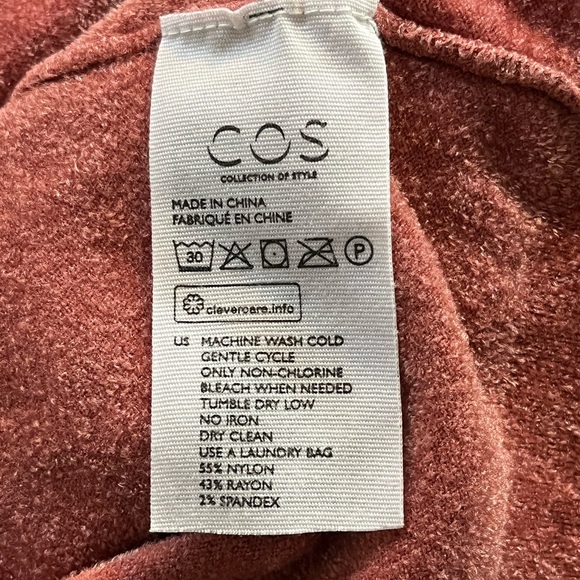 COS
COLLECTION OF STYLE
MADE IN CHINA
FABRIQUÉ EN CHINE
30 P
clevercare.info
US MACHINE WASH COLD
GENTLE CYCLE
ONLY NON-CHLORINE
BLEACH WHEN NEEDED
TUMBLE DRY LOW
NO IRON
DRY CLEAN
USE A LAUNDRY BAG
55% NYLON
43% RAYON
2% SPANDEX